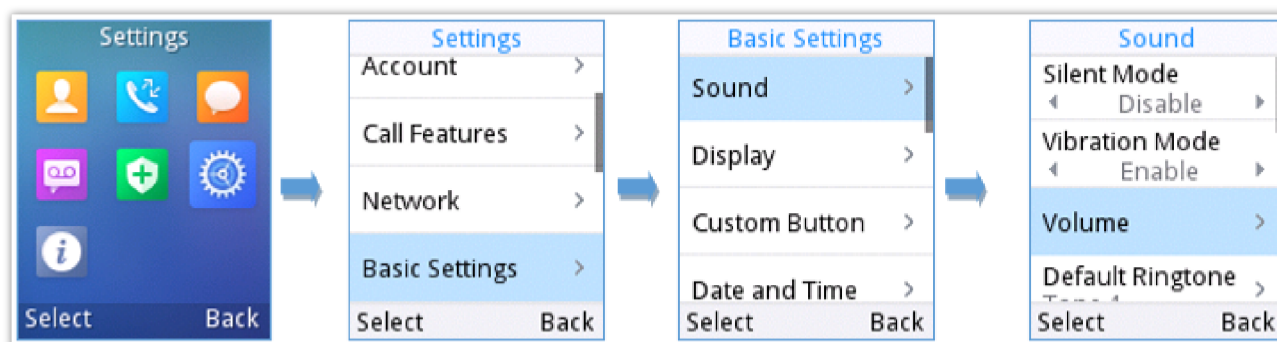 Settings
Select Back
Settings
Account
Call Features
Network
Basic Settings
Select Back
Basic Settings
Sound
Display
Custom Button
Date and Time
Select Back
Sound
Silent Mode
Disable
Vibration Mode
Enable
Volume
Default Ringtone
Select Back